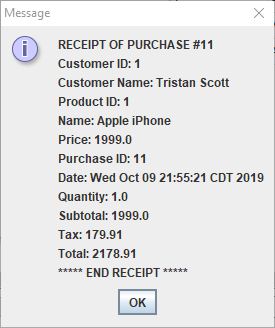 Message
RECEIPT OF PURCHASE #11
Customer ID: 1
Customer Name: Tristan Scott
Product ID: 1
Name: Apple iPhone
Price: 1999.0
Purchase ID: 11
Date: Wed Oct 09 21:55:21 CDT 2019
Quantity: 1.0
Subtotal: 1999.0
Tax: 179.91
Total: 2178.91
***** END RECEIPT *****
OK